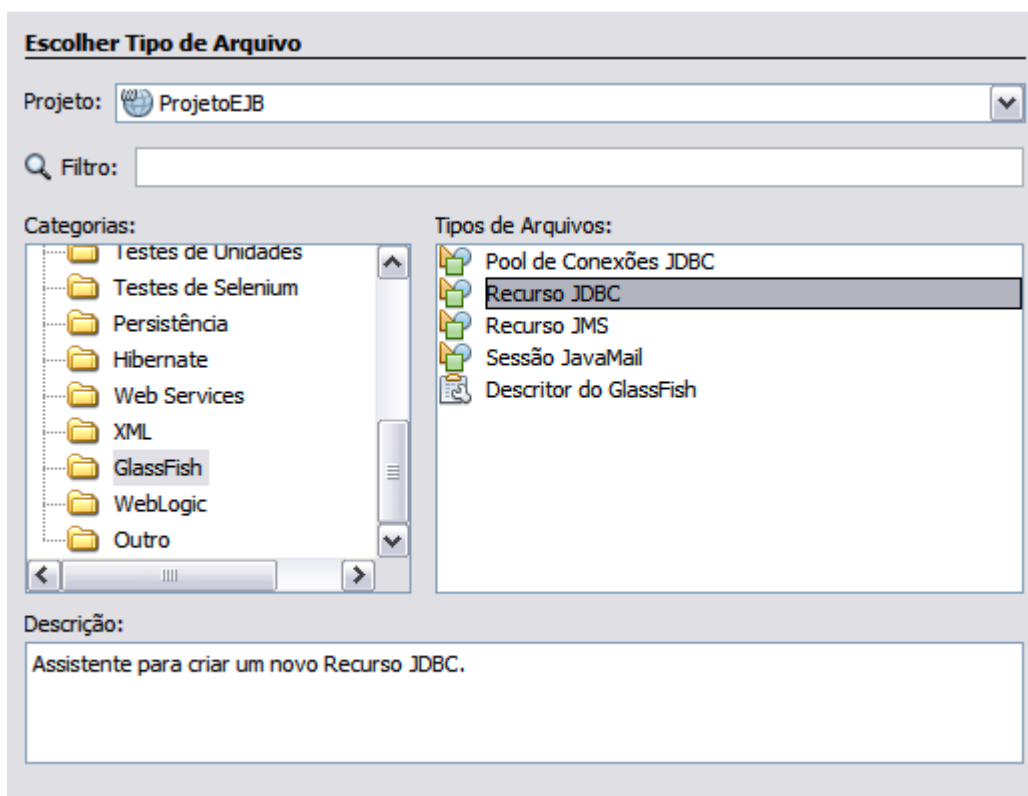 Escolher Tipo de Arquivo
Projeto: ProjetoEJB
Filtro:
Categorias:
Testes de Unidades
Testes de Selenium
Persistência
Hibernate
Web Services
XML
GlassFish
WebLogic
Outro
Tipos de Arquivos:
Pool de Conexões JDBC
Recurso JDBC
Recurso JMS
Sessão JavaMail
Descritor do GlassFish
Descrição:
Assistente para criar um novo Recurso JDBC.